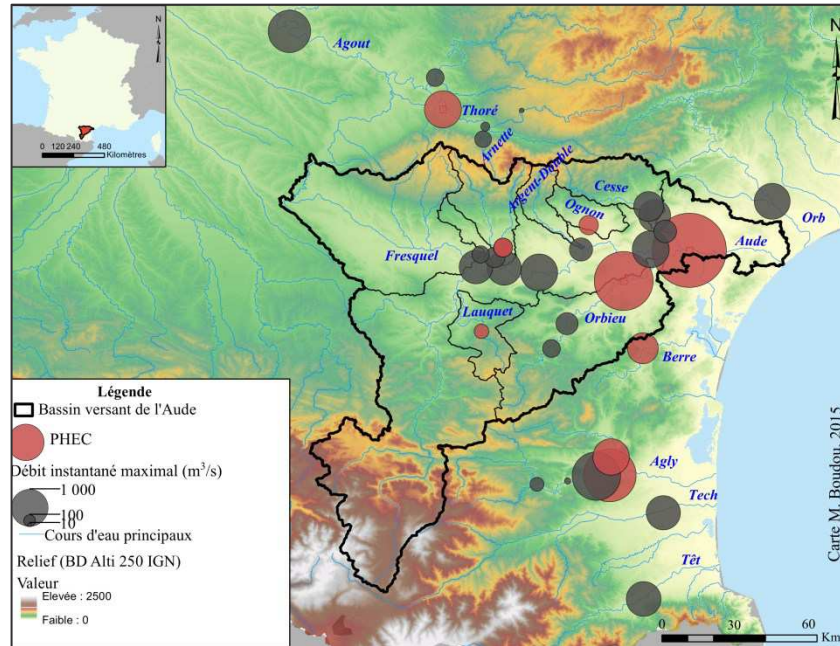 N
0 120 240 480
Kilomètres
Agout
N
Thoré
Arnette
Argent-Double
Cesse
Ognon
Orb
Aude
Fresquel
Lauquet
Orbieu
Berre
Légende
Bassin versant de l'Aude
PHEC
Débit instantané maximal (m³/s)
1 000
100
10
Cours d'eau principaux
Relief (BD Alti 250 IGN)
Valeur
Elevée : 2500
Faible : 0
Agly
Tech
Têt
0 30 60
Km
Carte M. Boudou, 2015